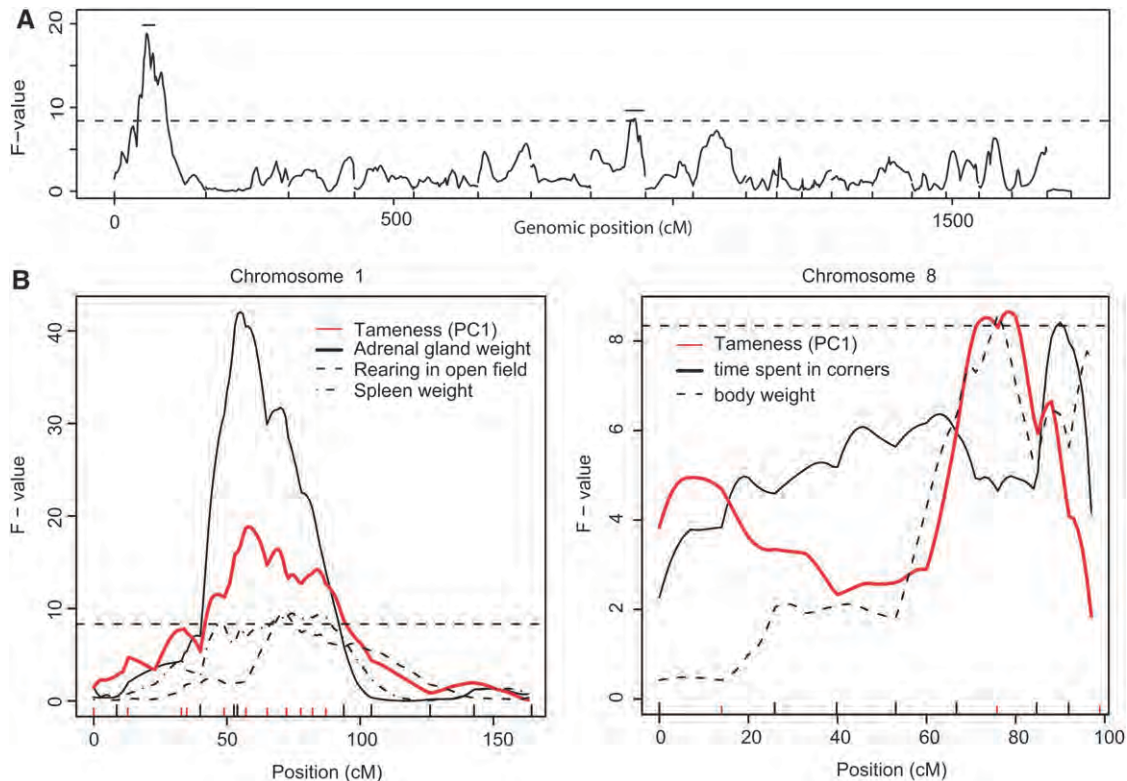 A
F-value
20
10
0
0
500
1500
Genomic position (cM)
B
Chromosome 1
F - value
40
30
20
10
0
Tameness (PC1)
Adrenal gland weight
Rearing in open field
Spleen weight
0
50
100
150
Position (cM)
Chromosome 8
F - value
8
6
4
2
0
Tameness (PC1)
time spent in corners
body weight
0
20
40
60
80
100
Position (cM)